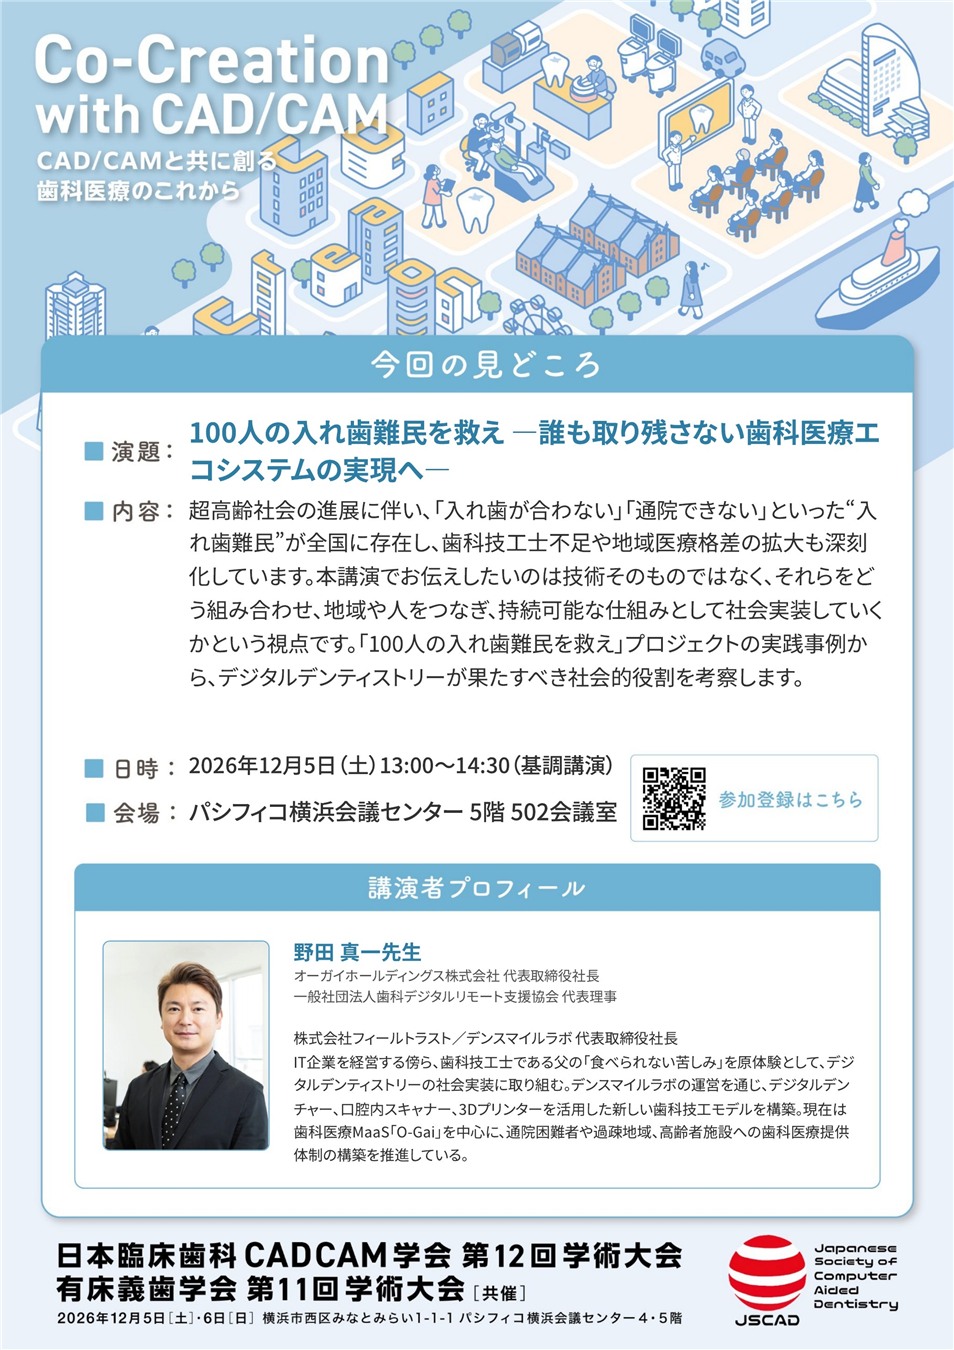 Co-Creation
with CAD/CAM
CAD/CAMと共に創る
歯科医療のこれから
Co
Creation
今回の見どころ
■ 演題： 100人の入れ歯難民を救え ―誰も取り残さない歯科医療エ
コシステムの実現へ―
■ 内容： 超高齢社会の進展に伴い、「入れ歯が合わない」「通院できない」といった“入
れ歯難民”が全国に存在し、歯科技工士不足や地域医療格差の拡大も深刻
化しています。本講演でお伝えしたいのは技術そのものではなく、それらをど
う組み合わせ、地域や人をつなぎ、持続可能な仕組みとして社会実装していく
かという視点です。「100人の入れ歯難民を救え」プロジェクトの実践事例か
ら、デジタルデンティストリーが果たすべき社会的役割を考察します。
■ 日時： 2026年12月5日（土）13:00～14:30（基調講演）
■ 会場： パシフィコ横浜会議センター 5階 502会議室
参加登録はこちら
講演者プロフィール
野田 真一先生
オーガイホールディングス株式会社 代表取締役社長
一般社団法人歯科デジタルリモート支援協会 代表理事
株式会社フィールトラスト／デンスマイルラボ 代表取締役社長
IT企業を経営する傍ら、歯科技工士である父の「食べられない苦しみ」を原体験として、デジ
タルデンティストリーの社会実装に取り組む。デンスマイルラボの運営を通じ、デジタルデン
チャー、口腔内スキャナー、3Dプリンターを活用した新しい歯科技工モデルを構築。現在は
歯科医療MaaS「O-Gai」を中心に、通院困難者や過疎地域、高齢者施設への歯科医療提供
体制の構築を推進している。
日本臨床歯科CADCAM学会 第12回学術大会
有床義歯学会 第11回学術大会［共催］
2026年12月5日［土］・6日［日］ 横浜市西区みなとみらい1-1-1 パシフィコ横浜会議センター4・5階
JSCAD
Japanese
Society of
Computer
Aided
Dentistry